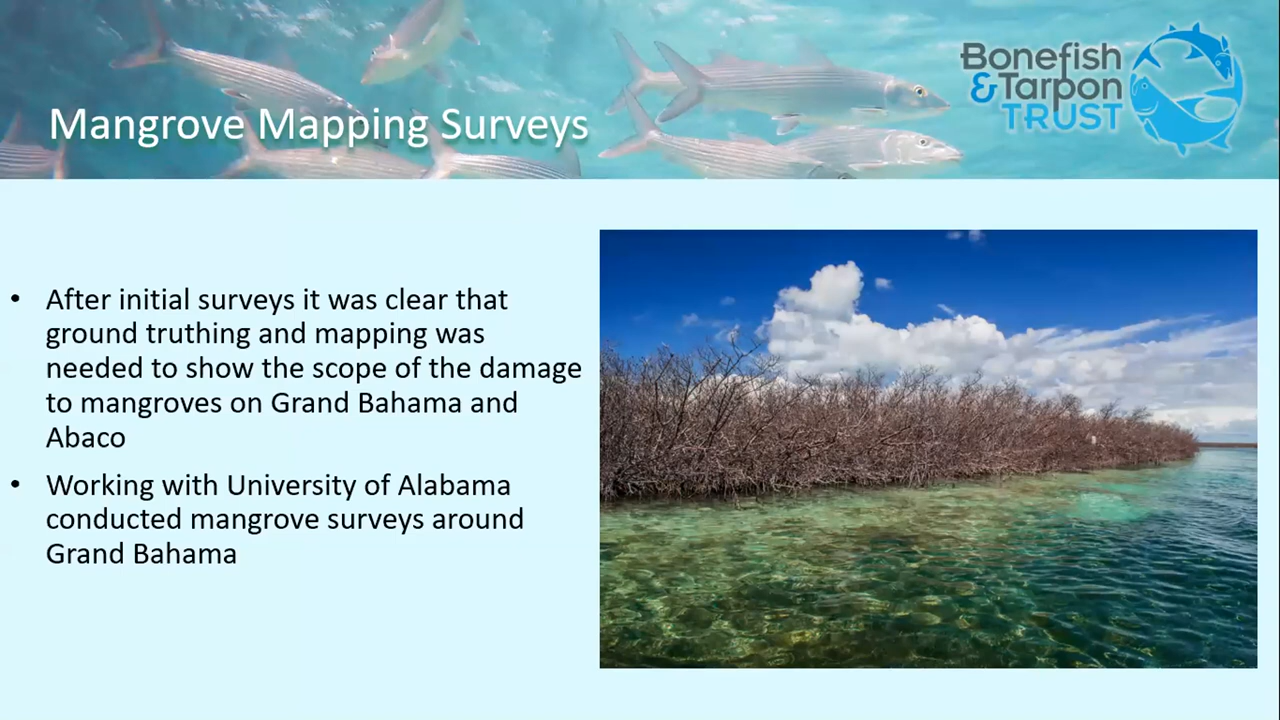 Mangrove Mapping Surveys
Bonefish
& Tarpon
TRUST
• After initial surveys it was clear that
ground truthing and mapping was
needed to show the scope of the damage
to mangroves on Grand Bahama and
Abaco
• Working with University of Alabama
conducted mangrove surveys around
Grand Bahama